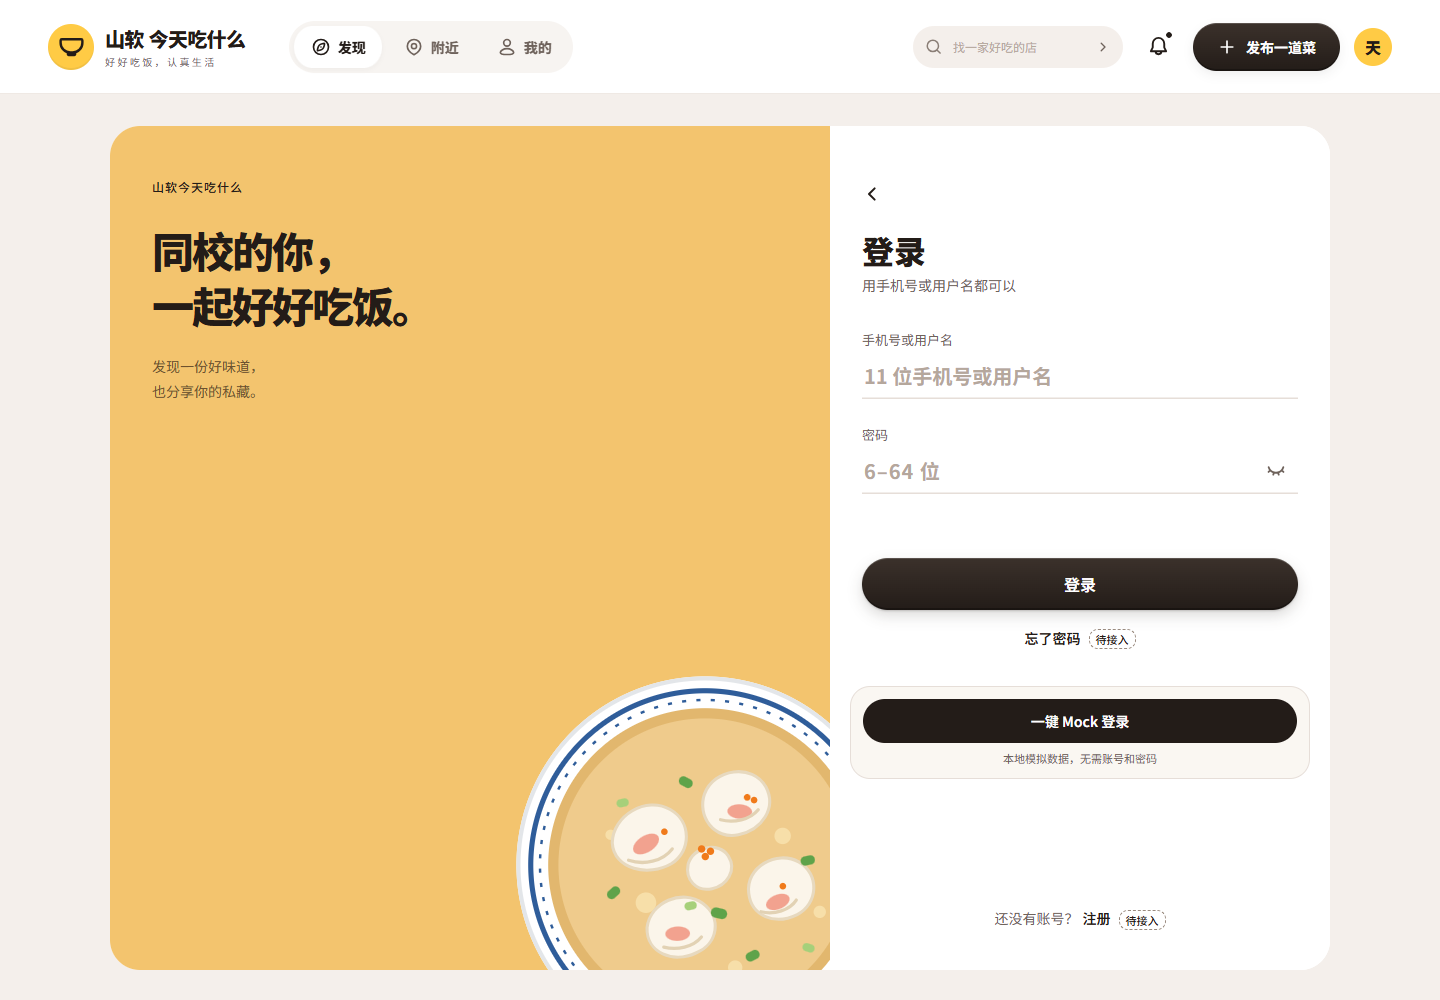 山软 今天吃什么
好好吃饭，认真生活
发现
附近
我的
找一家好吃的店
发布一道菜
天
山软今天吃什么
同校的你，
一起好好吃饭。
发现一份好味道，
也分享你的私藏。
登录
用手机号或用户名都可以
手机号或用户名
11 位手机号或用户名
密码
6–64 位
登录
忘了密码 待接入
一键 Mock 登录
本地模拟数据，无需账号和密码
还没有账号？ 注册 待接入